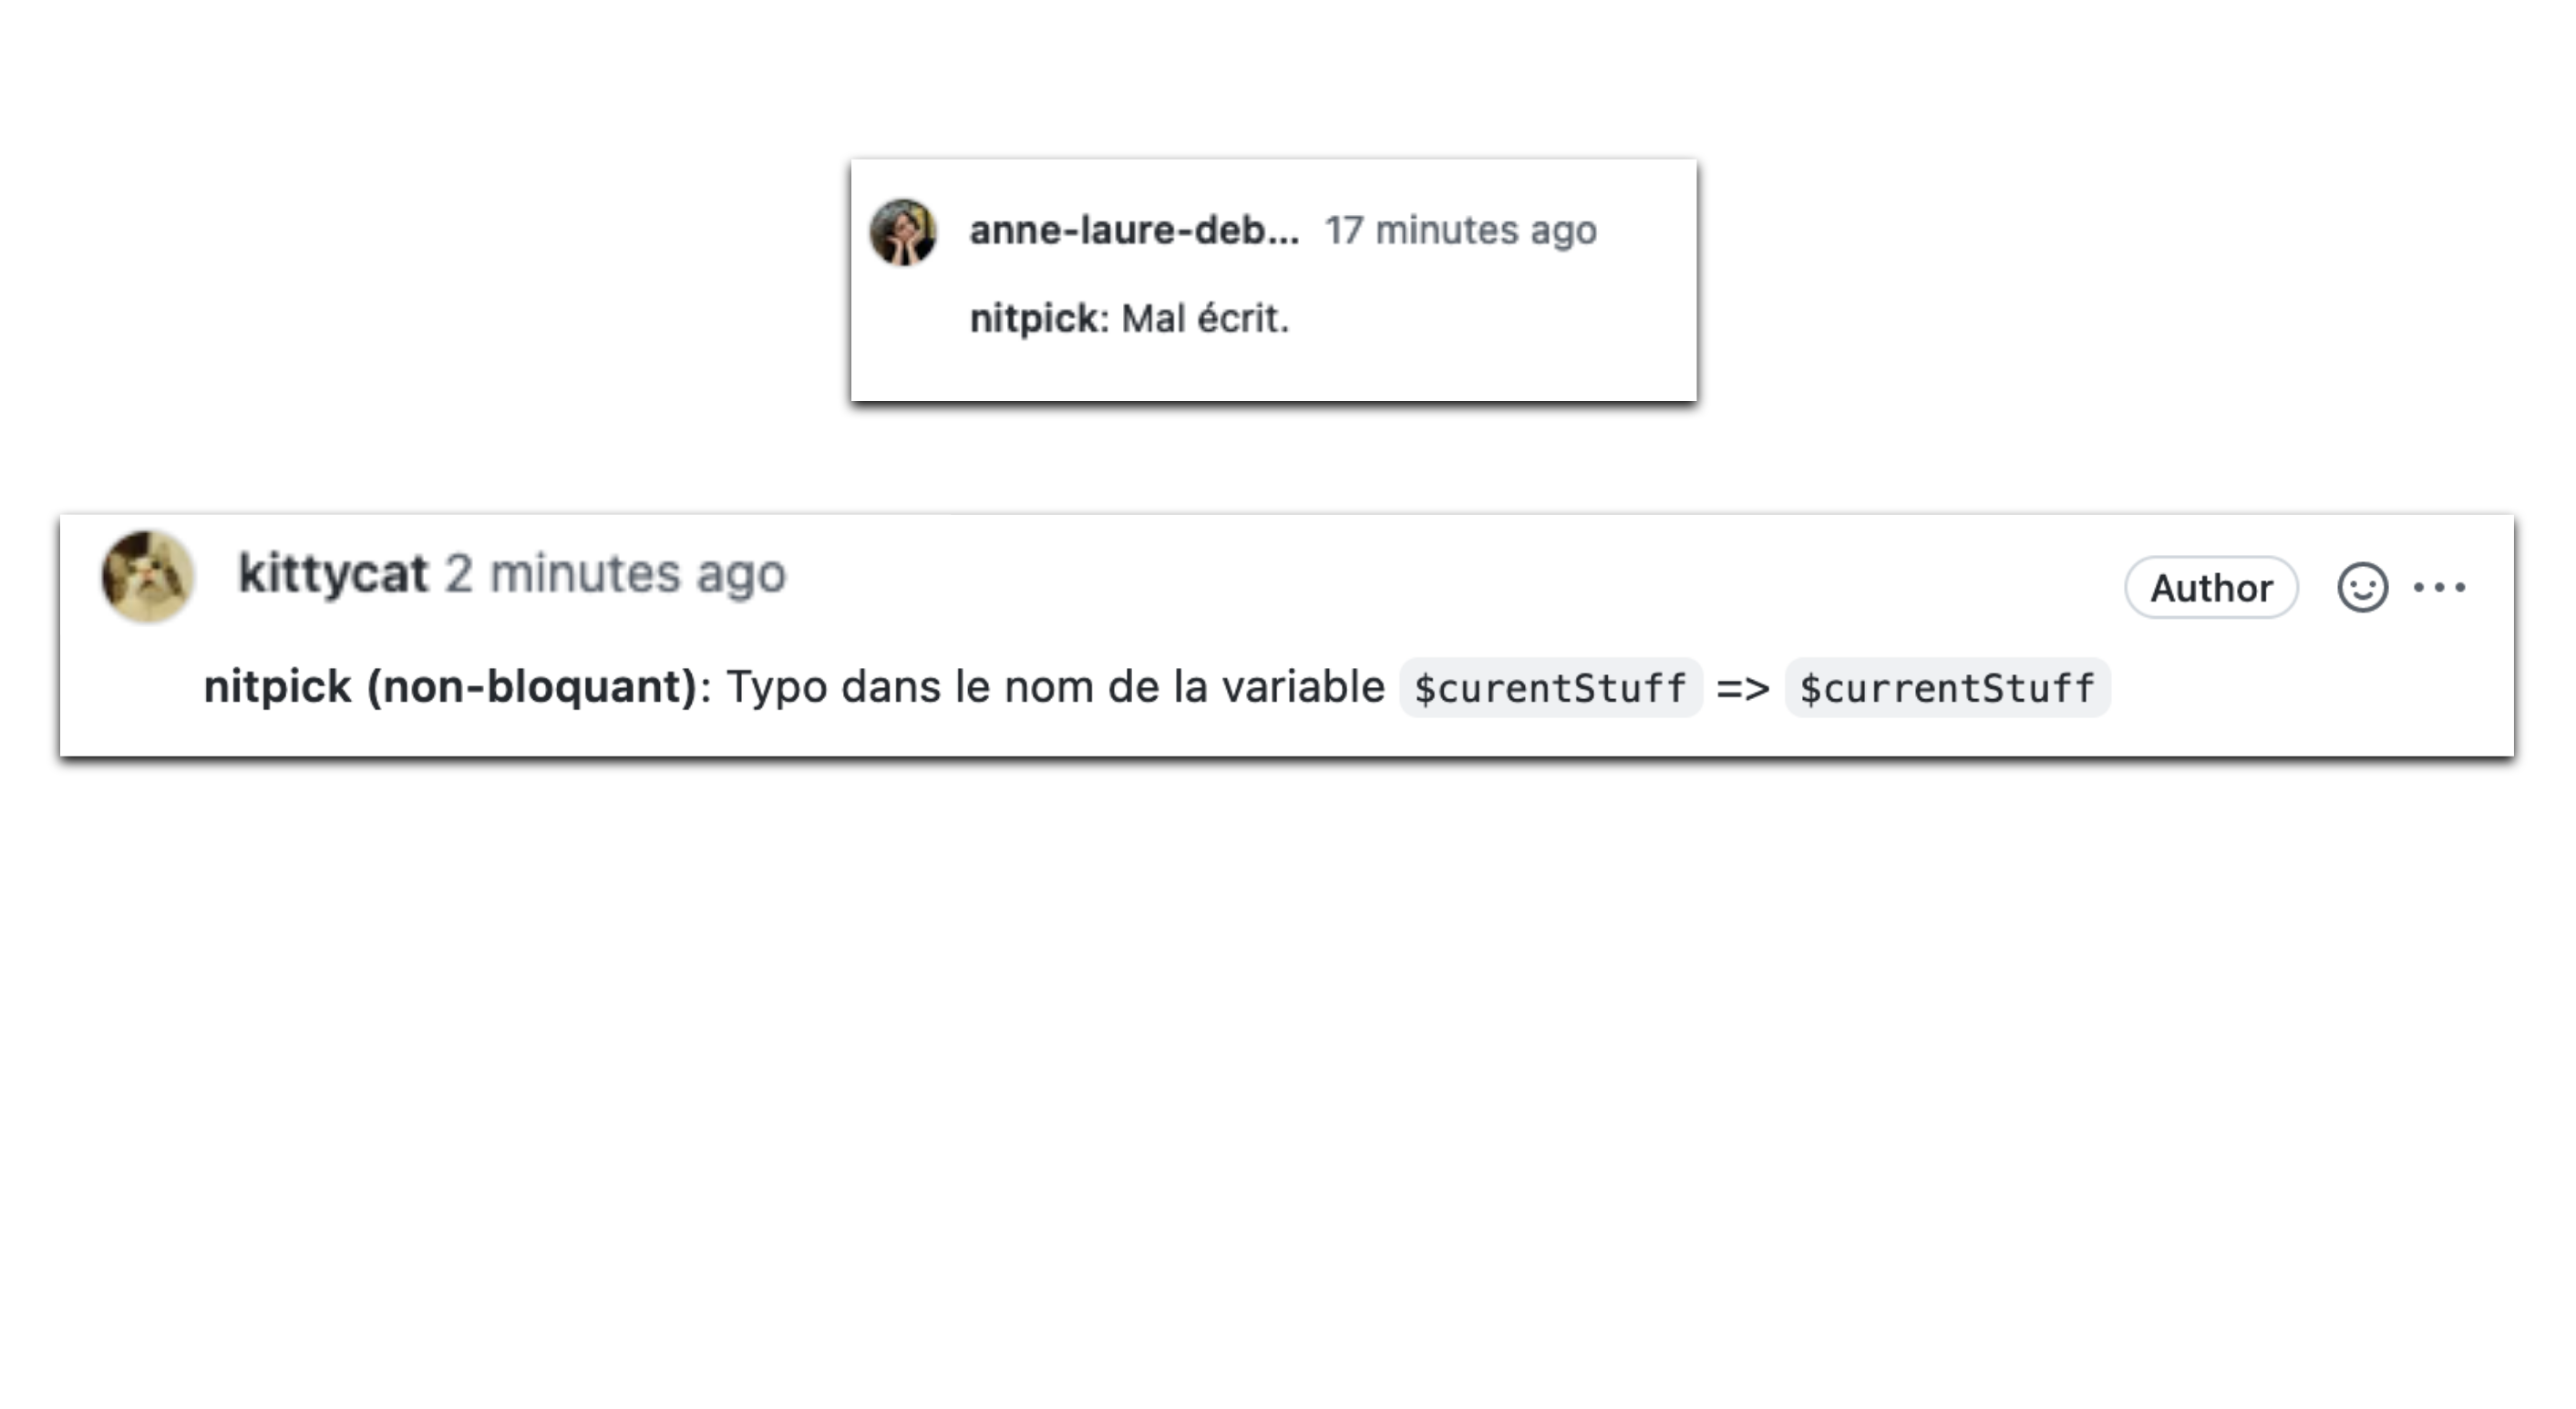 anne-laure-deb... 17 minutes ago
nitpick: Mal écrit.
kittycat 2 minutes ago Author
nitpick (non-bloquant): Typo dans le nom de la variable $curentStuff => $currentStuff